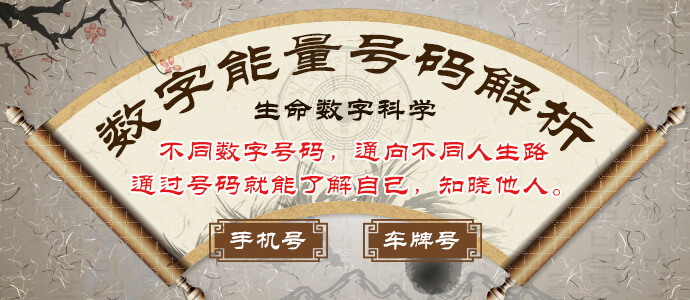 数字能量号码解析
生命数字科学
不同数字号码，通向不同人生路
通过号码就能了解自己，知晓他人。
手机号
车牌号